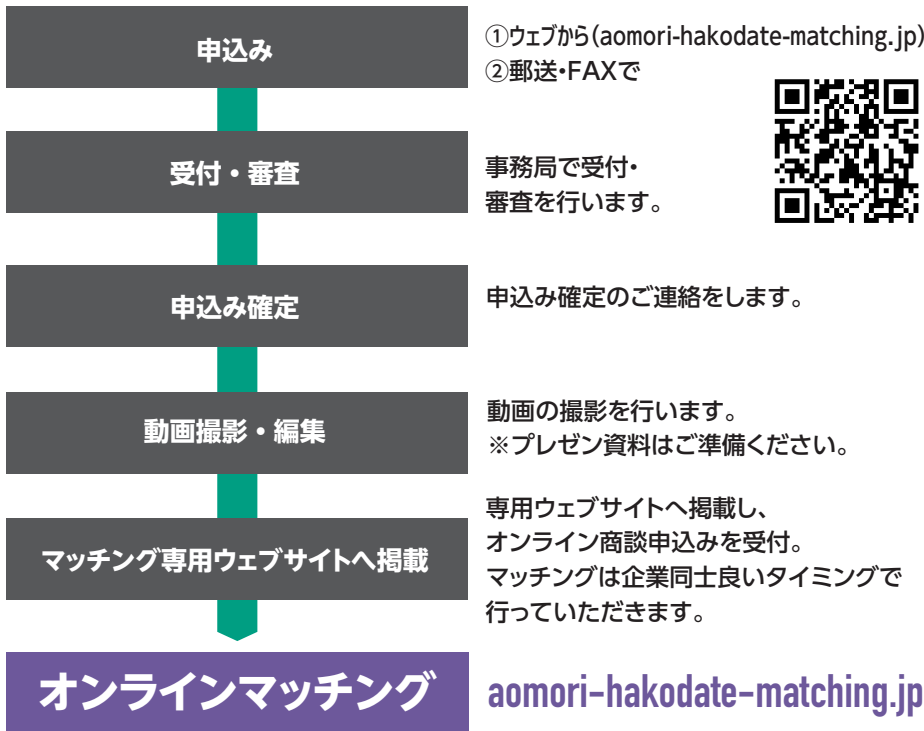 申込み
①ウェブから(aomori-hakodate-matching.jp)
②郵送・FAXで
受付・審査
事務局で受付・
審査を行います。
申込み確定
申込み確定のご連絡をします。
動画撮影・編集
動画の撮影を行います。
※プレゼン資料はご準備ください。
マッチング専用ウェブサイトへ掲載
専用ウェブサイトへ掲載し、
オンライン商談申込みを受付。
マッチングは企業同士良いタイミングで
行っていただきます。
オンラインマッチング
aomori-hakodate-matching.jp